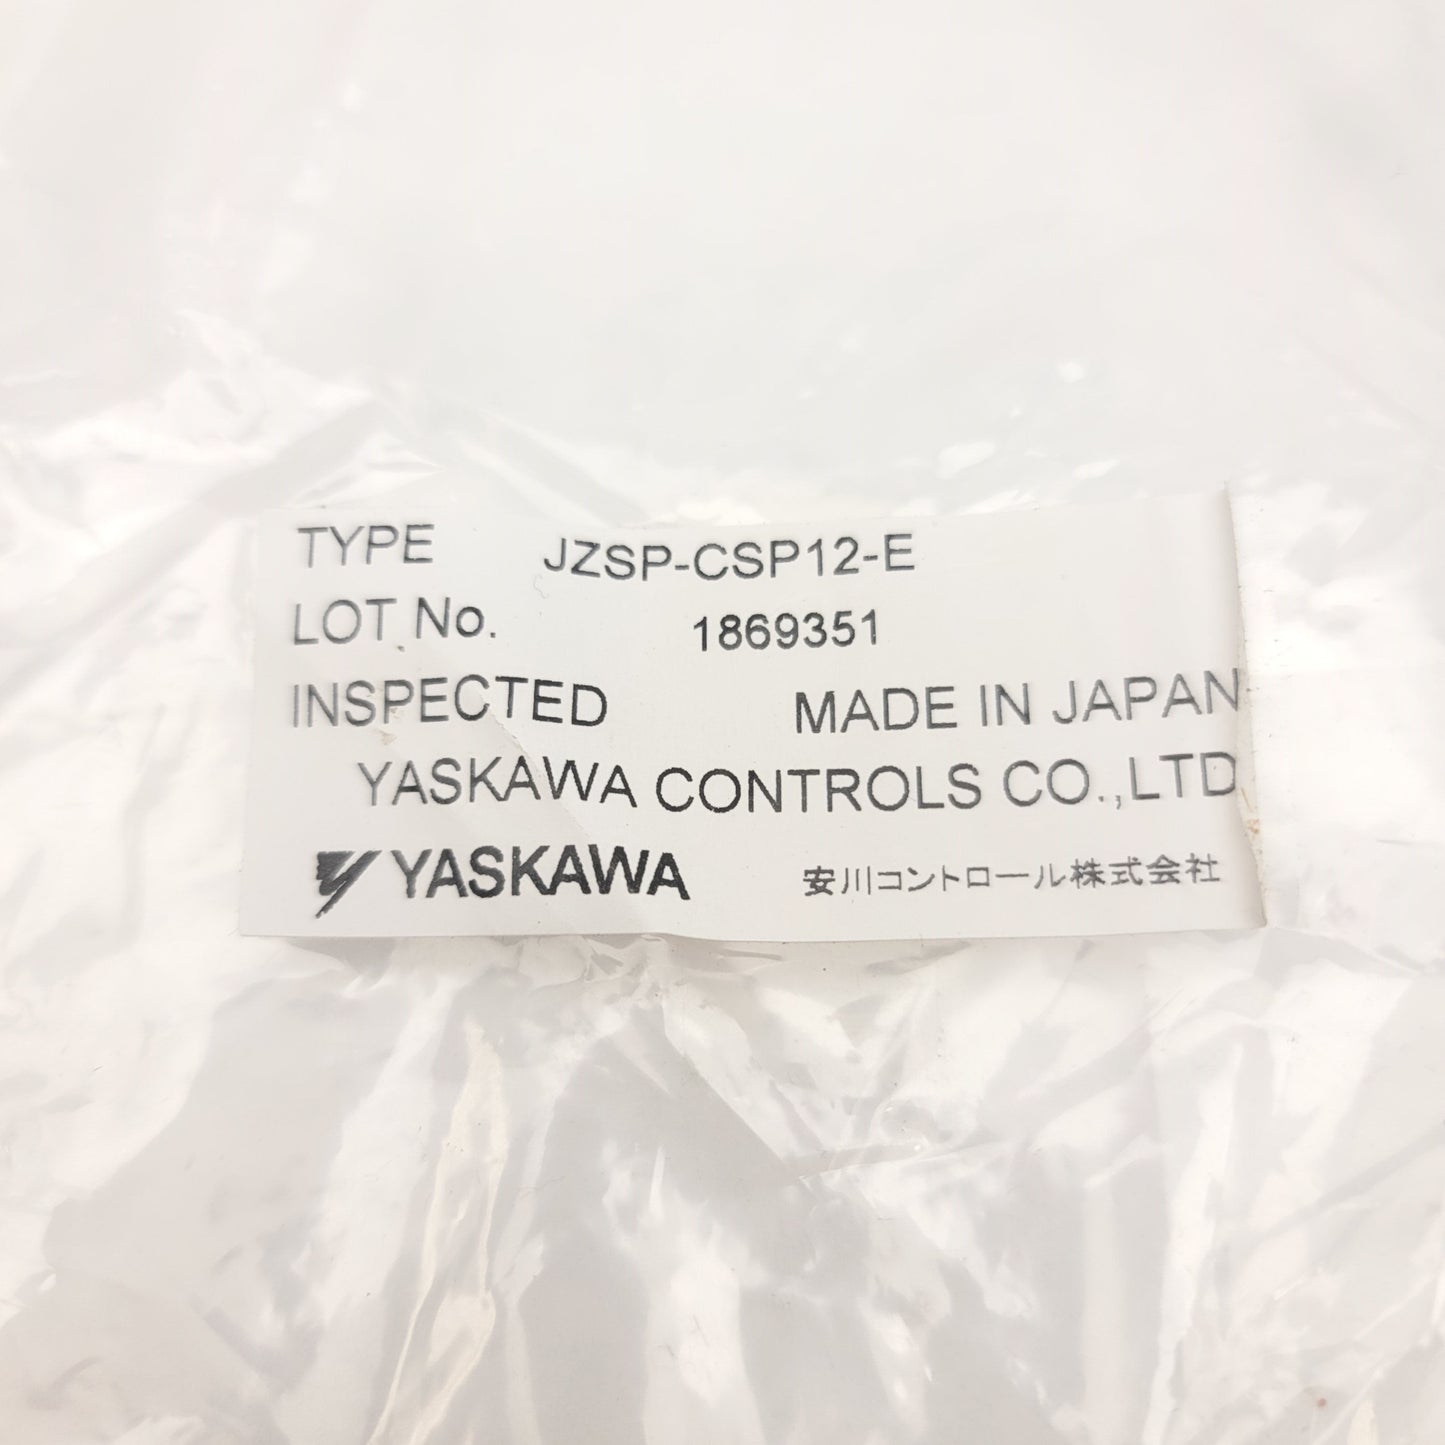 TYPE JZSP-CSP12-E
LOT No. 1869351
INSPECTED MADE IN JAPAN
YASKAWA CONTROLS CO.,LTD
YASKAWA 安川コントロール株式会社